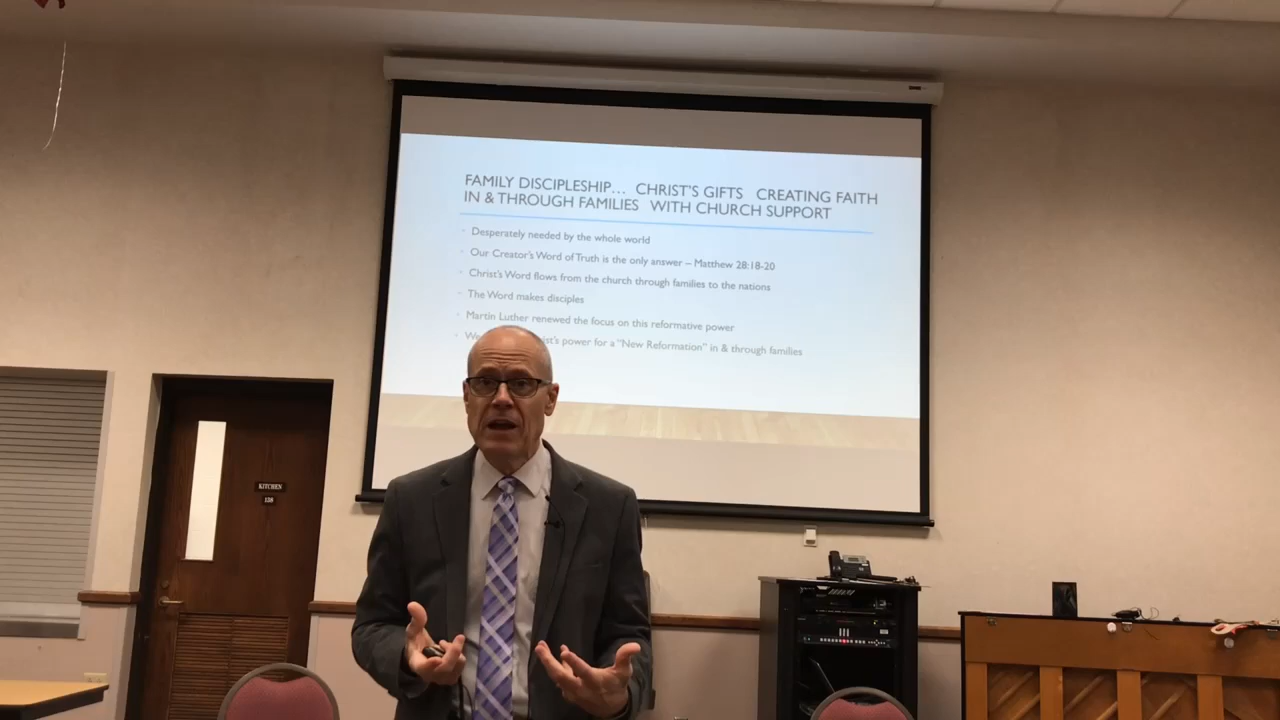 FAMILY DISCIPLESHIP... CHRIST'S GIFTS CREATING FAITH
IN & THROUGH FAMILIES WITH CHURCH SUPPORT
Desperately needed by the whole world
Our Creator's Word of Truth is the only answer – Matthew 28:18-20
Christ's Word flows from the church through families to the nations
The Word makes disciples
Martin Luther renewed the focus on this reformative power
power for a "New Reformation" in & through families
KITCHEN
138